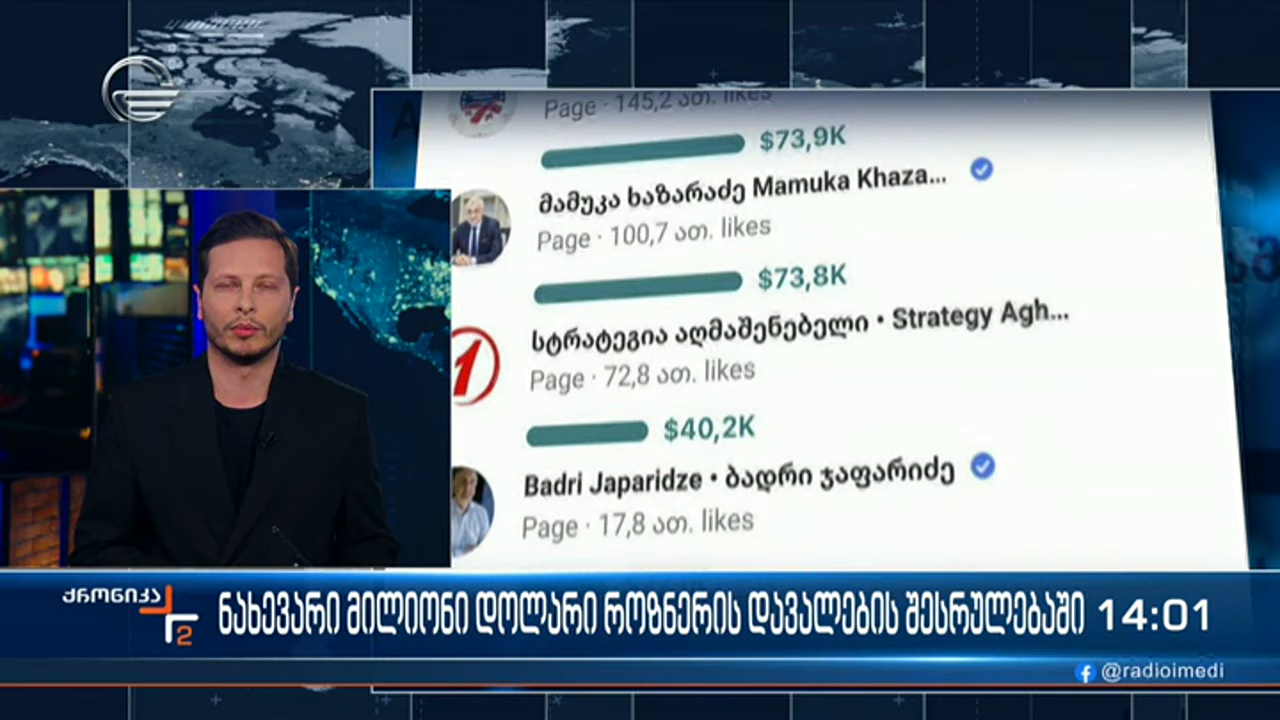 Page · 145,2 ათ. likes
$73,9K
მამუკა ხაზარაძე Mamuka Khaza...
Page · 100,7 ათ. likes
$73,8K
სტრატეგია აღმაშენებელი • Strategy Agh...
Page · 72,8 ათ. likes
$40,2K
Badri Japaridze • ბადრი ჯაფარიძე
Page · 17,8 ათ. likes
ქრონიკა 2
ნახევარი მილიონი დოლარი როზნერის დავალების შესრულებაში 14:01
@radioimedi